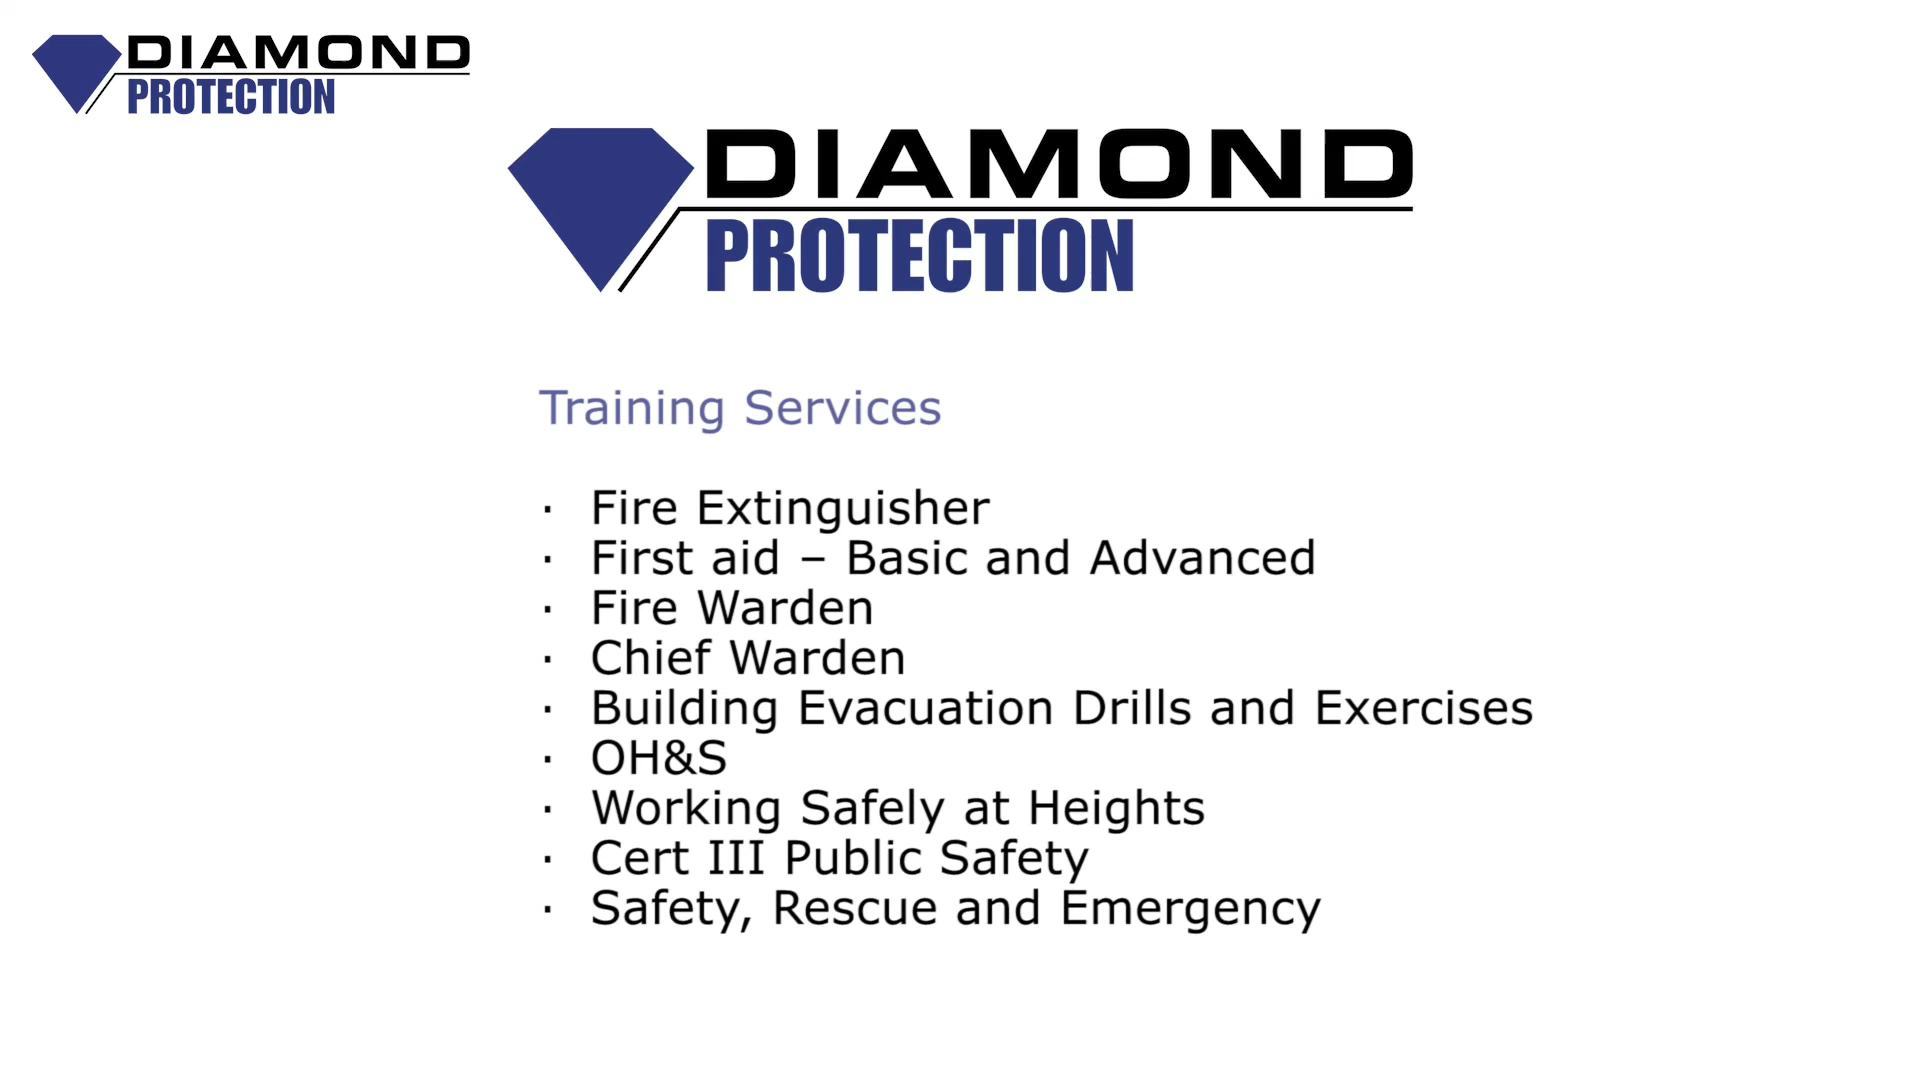 DIAMOND
PROTECTION
DIAMOND
PROTECTION
Training Services
· Fire Extinguisher
· First aid – Basic and Advanced
· Fire Warden
· Chief Warden
· Building Evacuation Drills and Exercises
· OH&S
· Working Safely at Heights
· Cert III Public Safety
· Safety, Rescue and Emergency